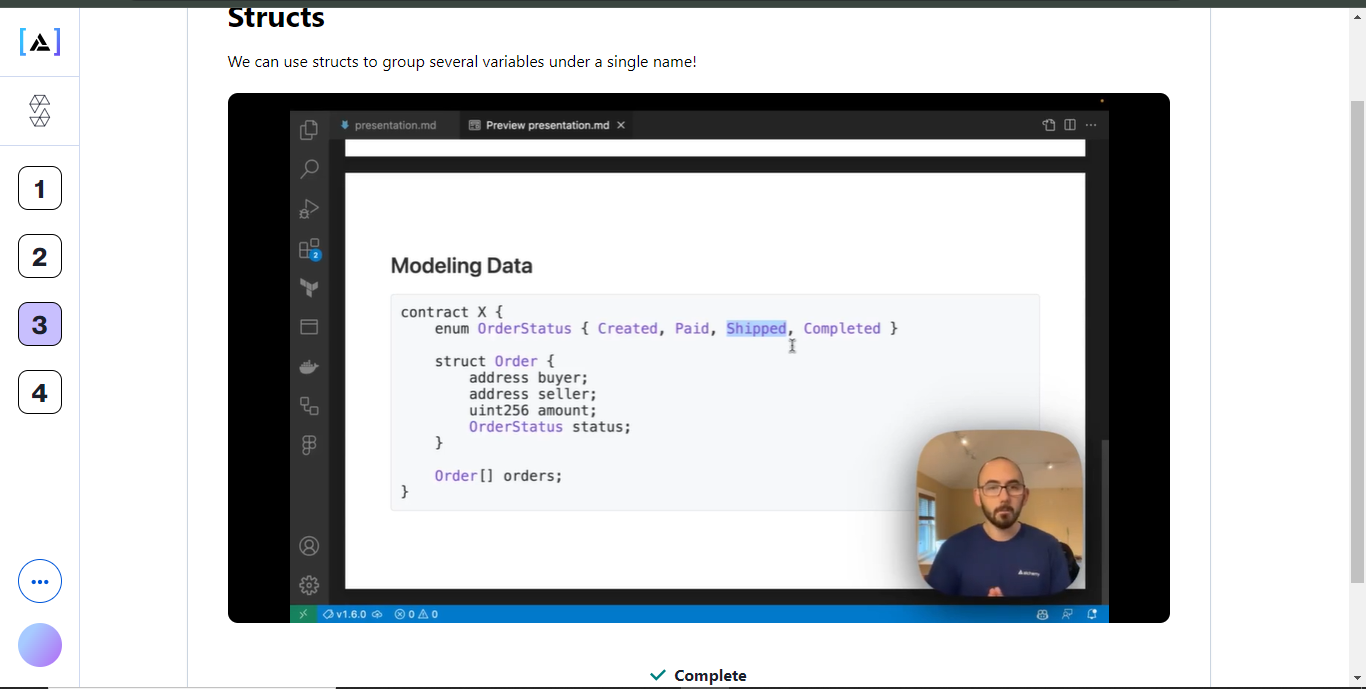 Structs
We can use structs to group several variables under a single name!
1
2
3
4
presentation.md
Preview presentation.md
2
Modeling Data
contract X {
    enum OrderStatus { Created, Paid, Shipped, Completed }
    struct Order {
        address buyer;
        address seller;
        uint256 amount;
        OrderStatus status;
    }
    Order[] orders;
}
alchemy
v1.6.0
0
0
Complete